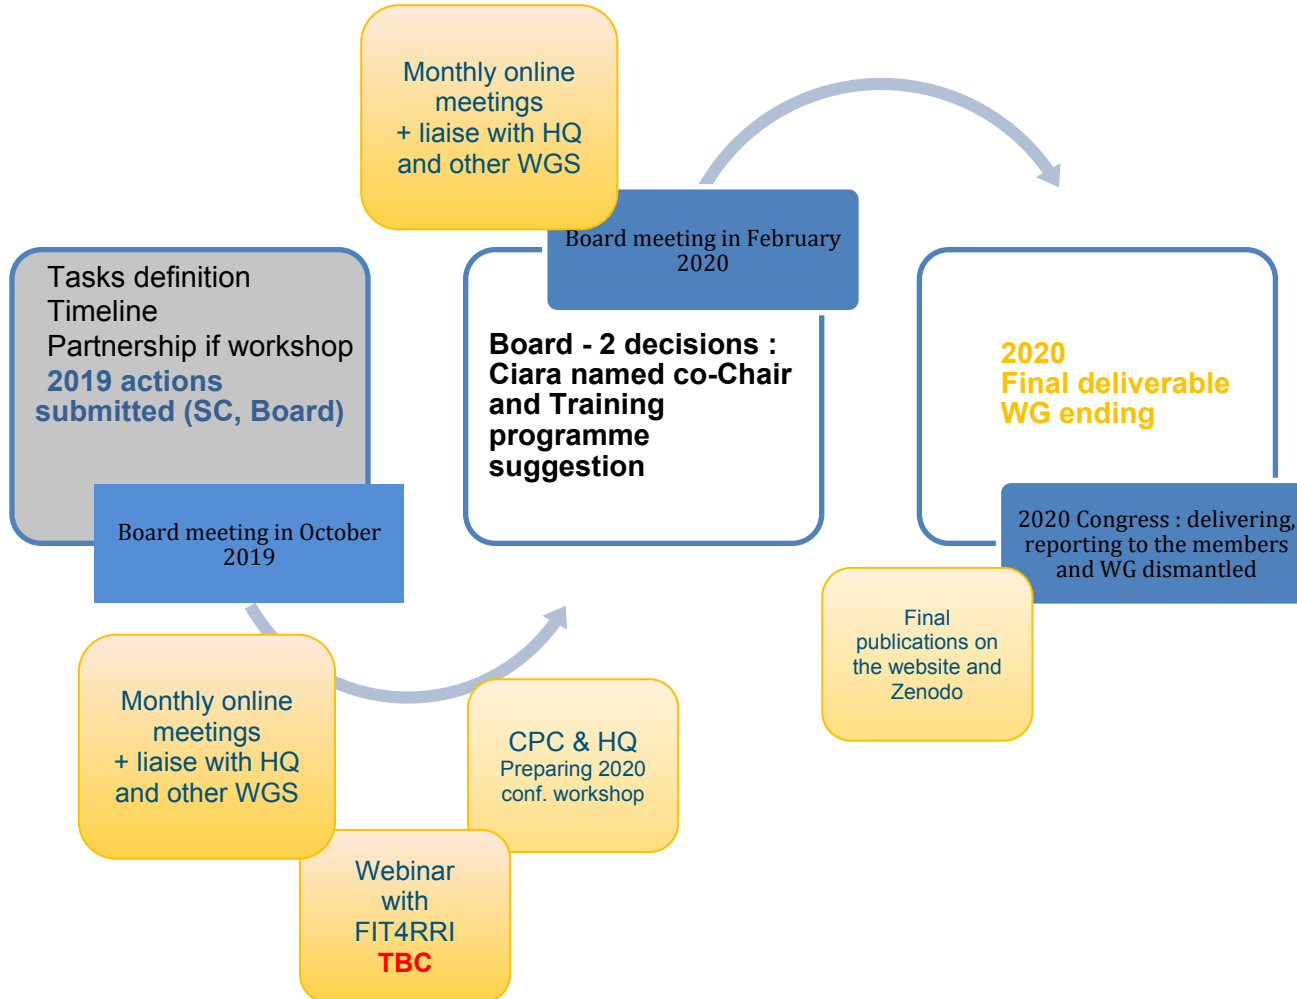 Monthly online
meetings
+ liaise with HQ
and other WGS
Board meeting in February
2020
Tasks definition
Timeline
Partnership if workshop
2019 actions
submitted (SC, Board)
Board meeting in October
2019
Board - 2 decisions :
Ciara named co-Chair
and Training
programme
suggestion
2020
Final deliverable
WG ending
2020 Congress : delivering,
reporting to the members
and WG dismantled
Final
publications on
the website and
Zenodo
Monthly online
meetings
+ liaise with HQ
and other WGS
CPC & HQ
Preparing 2020
conf. workshop
Webinar
with
FIT4RRI
TBC